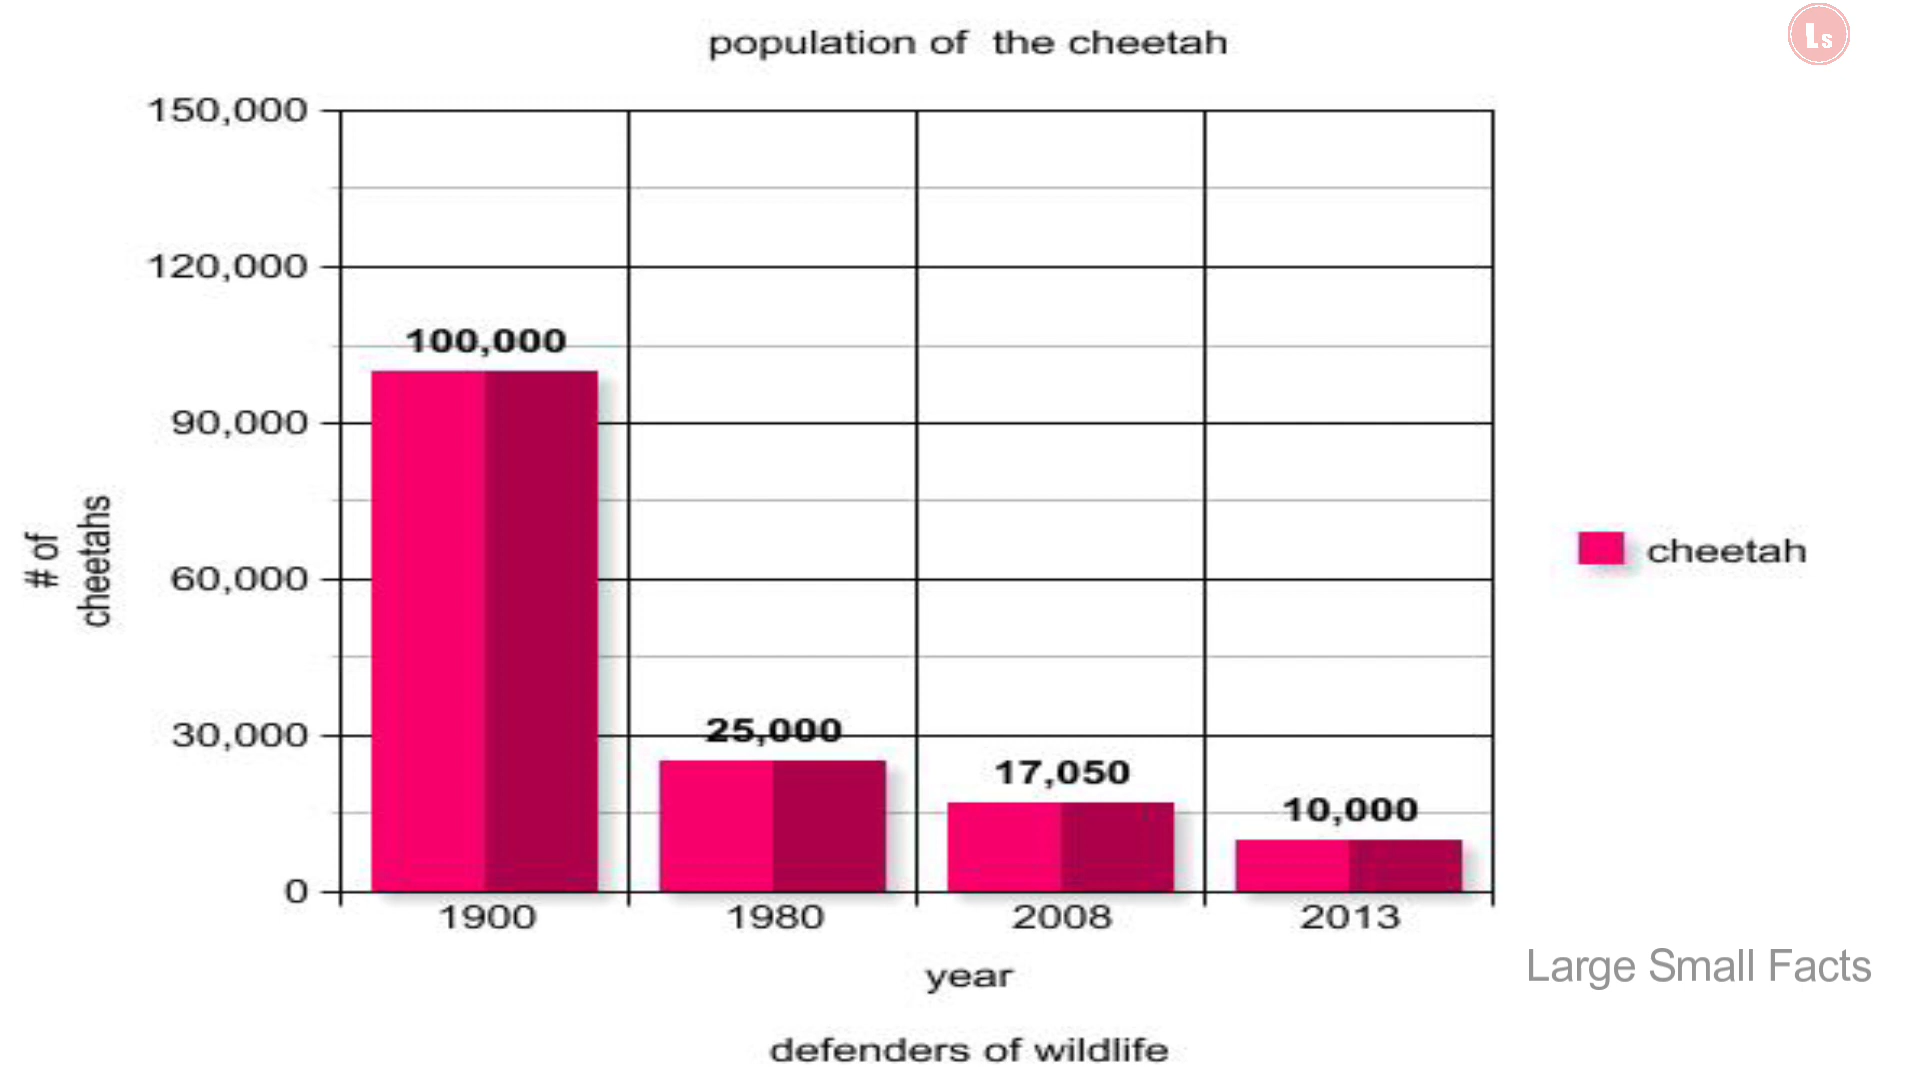 population of the cheetah
Ls
150,000
120,000
90,000
60,000
30,000
0
# of
cheetahs
100,000
25,000
17,050
10,000
cheetah
1900
1980
2008
2013
year
Large Small Facts
defenders of wildlife